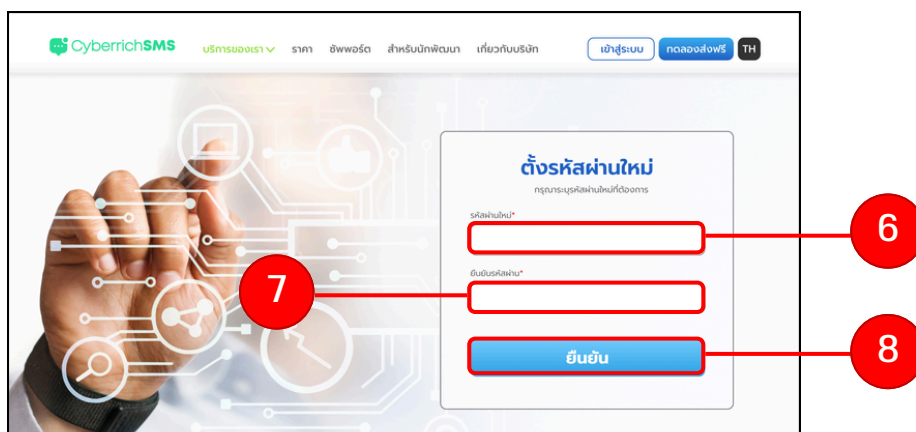 CyberrichSMS บริการของเรา ราคา ซัพพอร์ต สำหรับนักพัฒนา เกี่ยวกับบริษัท เข้าสู่ระบบ ทดลองส่งฟรี TH
ตั้งรหัสผ่านใหม่
กรุณาระบุรหัสผ่านใหม่ที่ต้องการ
รหัสผ่านใหม่*
6
ยืนยันรหัสผ่าน*
7
ยืนยัน
8